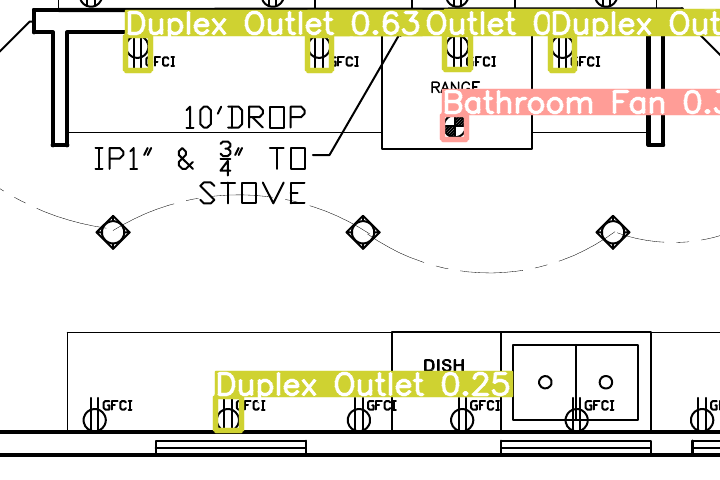 Duplex Outlet 0.63
Outlet 0
Duplex Out
GFCI
GFCI
GFCI
GFCI
RANGE
Bathroom Fan 0.3
10'DROP
IP1" & 3/4" TO
STOVE
DISH
Duplex Outlet 0.25
GFCI
GFCI
GFCI
GFCI
GFCI